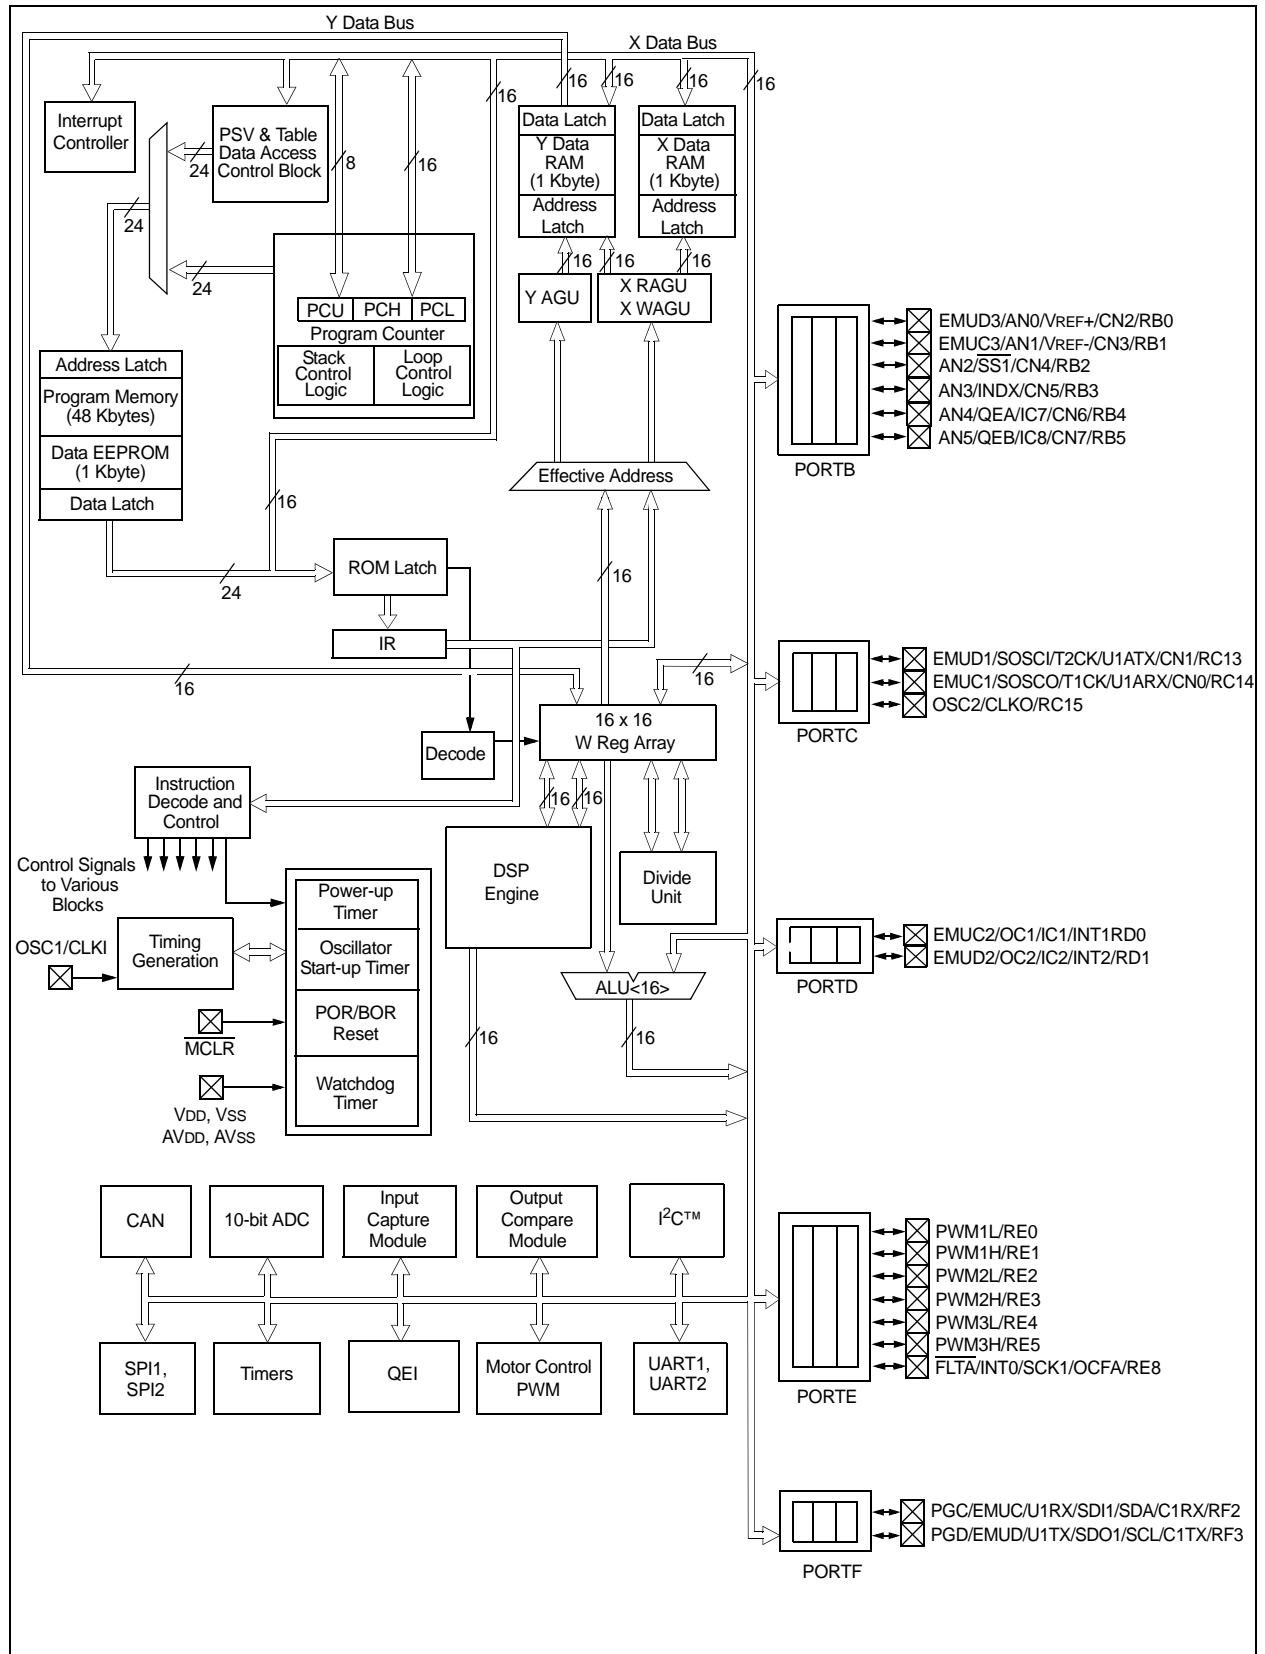 Y Data Bus
X Data Bus
16
16
16
16
16
Interrupt
Controller
PSV & Table
Data Access
Control Block
24
8
16
24
24
Data Latch
Y Data
RAM
(1 Kbyte)
Address
Latch
Data Latch
X Data
RAM
(1 Kbyte)
Address
Latch
16
16
16
Y AGU
X RAGU
X WAGU
PCU
PCH
PCL
Program Counter
Stack
Control
Logic
Loop
Control
Logic
Address Latch
Program Memory
(48 Kbytes)
Data EEPROM
(1 Kbyte)
Data Latch
Effective Address
16
24
ROM Latch
16
IR
16
16
16 x 16
W Reg Array
Decode
Instruction
Decode and
Control
16
16
Control Signals
to Various
Blocks
DSP
Engine
Divide
Unit
Power-up
Timer
OSC1/CLKI
Timing
Generation
Oscillator
Start-up Timer
ALU<16>
POR/BOR
Reset
MCLR
16
16
Watchdog
Timer
VDD, VSS
AVDD, AVSS
CAN
10-bit ADC
Input
Capture
Module
Output
Compare
Module
I2C™
SPI1,
SPI2
Timers
QEI
Motor Control
PWM
UART1,
UART2
EMUD3/AN0/VREF+/CN2/RB0
EMUC3/AN1/VREF-/CN3/RB1
AN2/SS1/CN4/RB2
AN3/INDX/CN5/RB3
AN4/QEA/IC7/CN6/RB4
AN5/QEB/IC8/CN7/RB5
PORTB
EMUD1/SOSCI/T2CK/U1ATX/CN1/RC13
EMUC1/SOSCO/T1CK/U1ARX/CN0/RC14
OSC2/CLKO/RC15
PORTC
EMUC2/OC1/IC1/INT1RD0
EMUD2/OC2/IC2/INT2/RD1
PORTD
PWM1L/RE0
PWM1H/RE1
PWM2L/RE2
PWM2H/RE3
PWM3L/RE4
PWM3H/RE5
FLTA/INT0/SCK1/OCFA/RE8
PORTE
PGC/EMUC/U1RX/SDI1/SDA/C1RX/RF2
PGD/EMUD/U1TX/SDO1/SCL/C1TX/RF3
PORTF